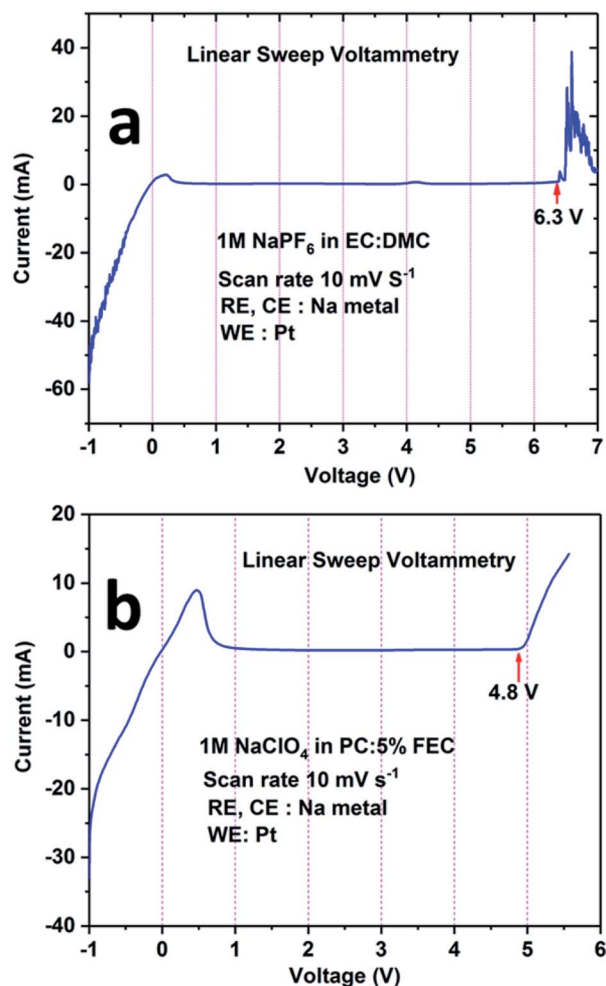 a
Linear Sweep Voltammetry
Current (mA)
40
20
0
-20
-40
-60
6.3 V
1M NaPF₆ in EC:DMC
Scan rate 10 mV S⁻¹
RE, CE : Na metal
WE : Pt
-1 0 1 2 3 4 5 6 7
Voltage (V)
b
Linear Sweep Voltammetry
Current (mA)
20
10
0
-10
-20
-30
-40
4.8 V
1M NaClO₄ in PC:5% FEC
Scan rate 10 mV s⁻¹
RE, CE : Na metal
WE: Pt
-1 0 1 2 3 4 5 6
Voltage (V)